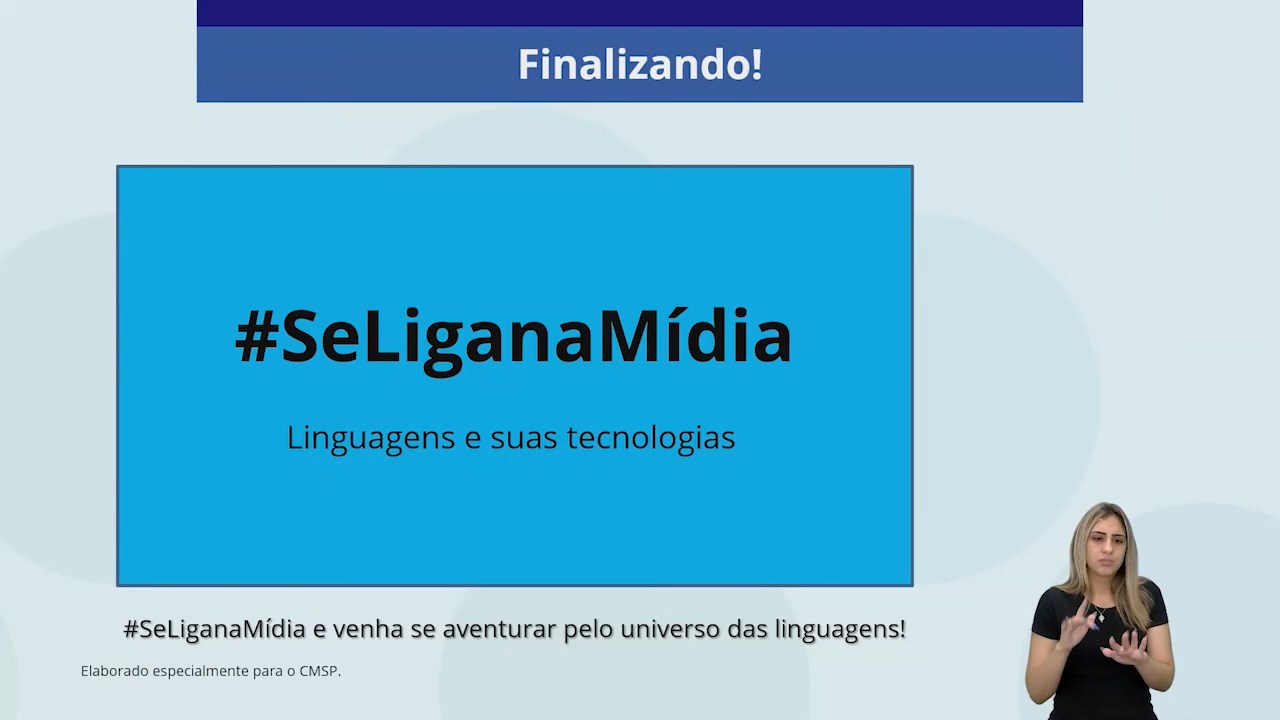 Finalizando!
#SeLiganaMídia
Linguagens e suas tecnologias
#SeLiganaMídia e venha se aventurar pelo universo das linguagens!
Elaborado especialmente para o CMSP.